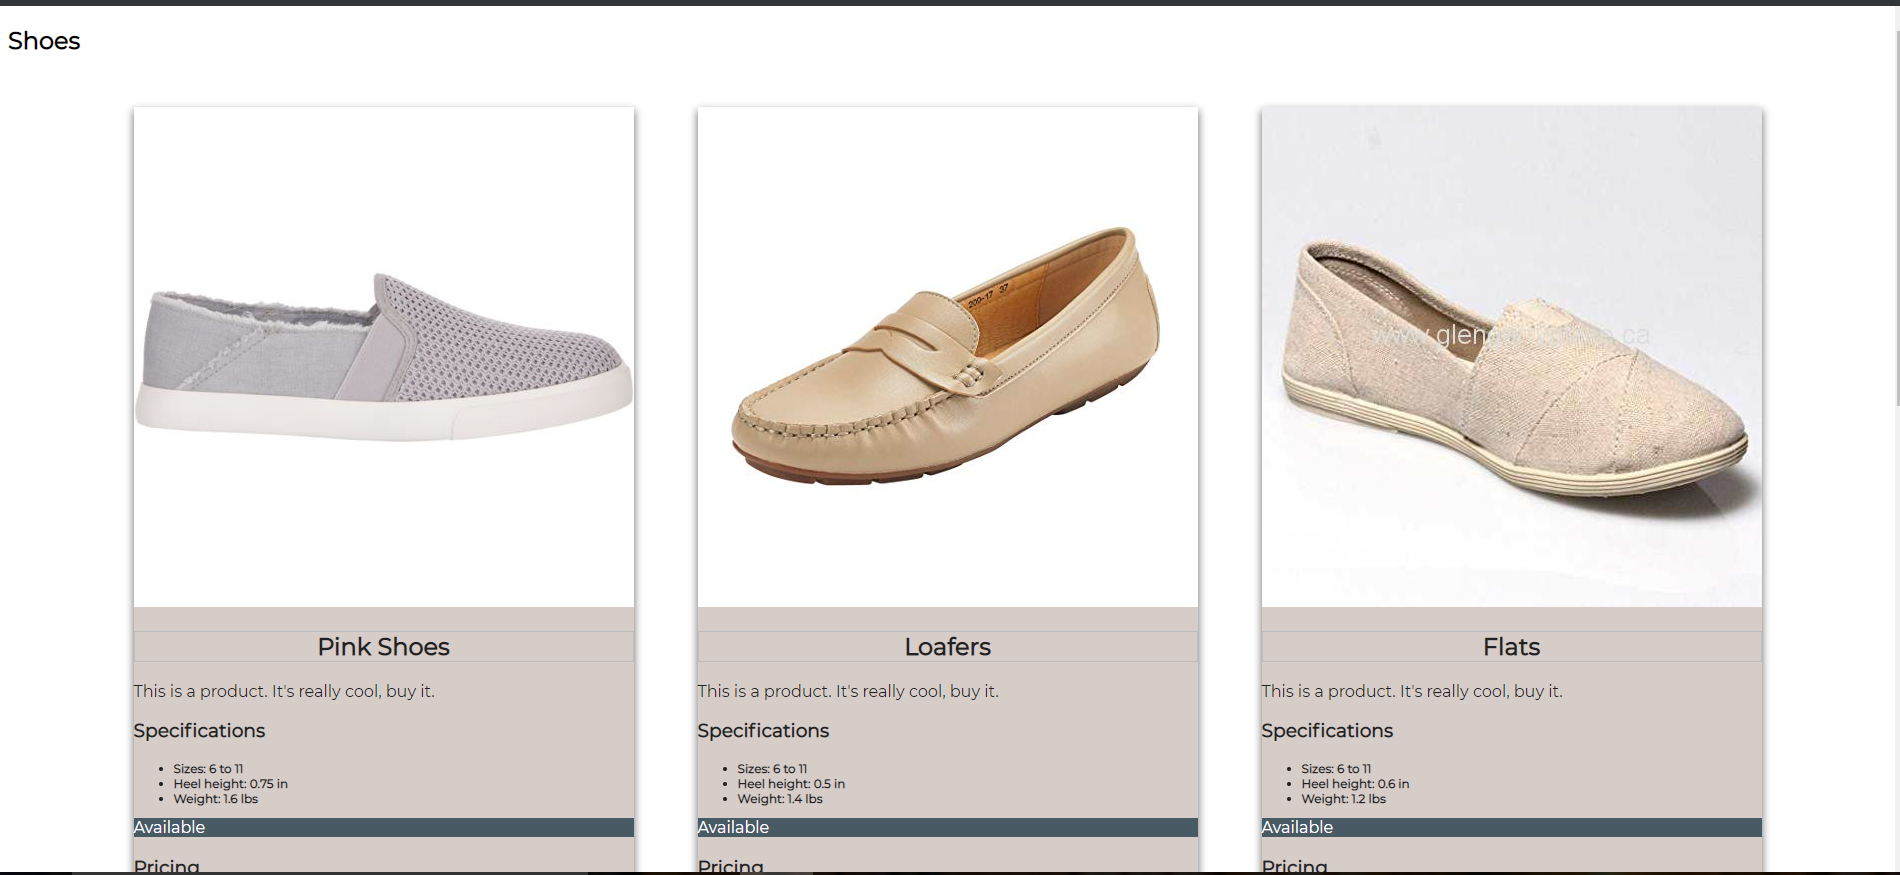 Shoes
Pink Shoes
This is a product. It's really cool, buy it.
Specifications
Sizes: 6 to 11
Heel height: 0.75 in
Weight: 1.6 lbs
Available
Pricing
200-17 37
Loafers
This is a product. It's really cool, buy it.
Specifications
Sizes: 6 to 11
Heel height: 0.5 in
Weight: 1.4 lbs
Available
Pricing
Flats
This is a product. It's really cool, buy it.
Specifications
Sizes: 6 to 11
Heel height: 0.6 in
Weight: 1.2 lbs
Available
Pricing